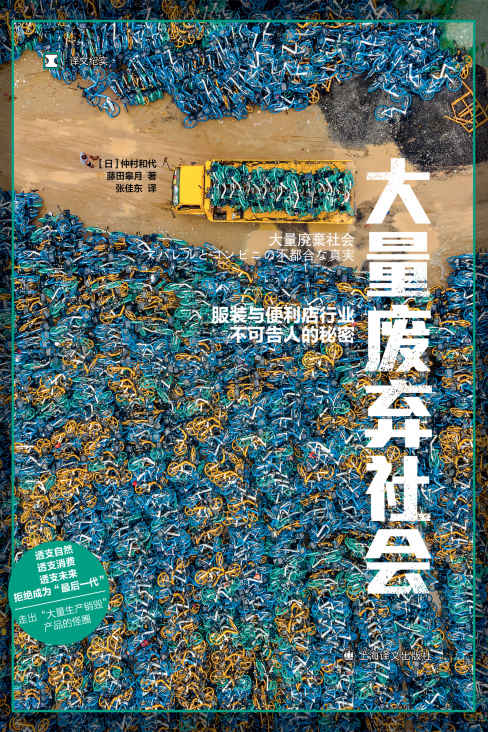 译文纪实
[日]仲村和代
藤田皋月 著
张佳东 译
大量廃棄社会
アパレルとコンビニの不都合な真実
服装与便利店行业
不可告人的秘密
大量废弃社会
透支自然
透支消费
透支未来
拒绝成为“最后一代”
走出“大量生产销毁”
产品的怪圈
上海译文出版社